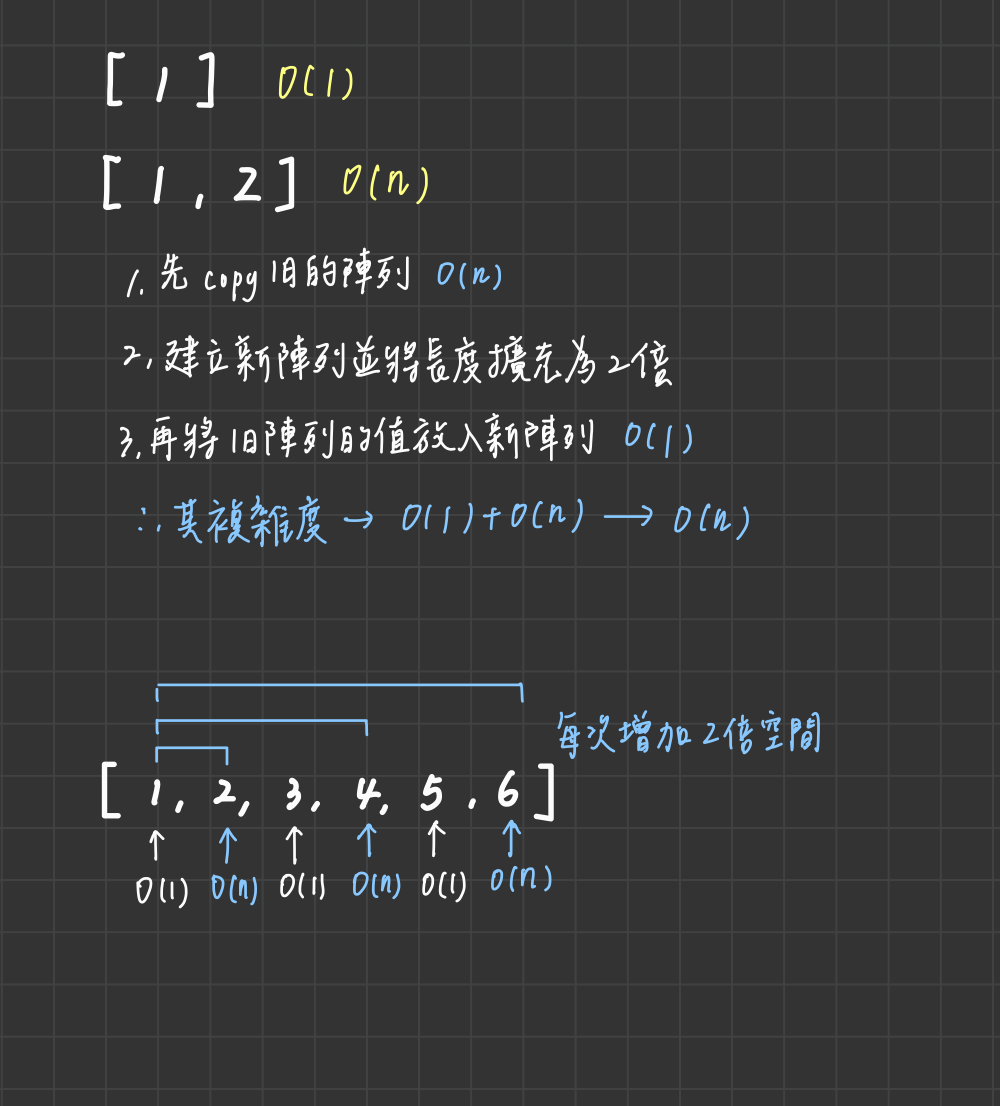 [ 1 ] O(1)
[ 1 , 2 ] O(n)
1. 先 copy 旧的陣列 O(n)
2, 建立新陣列並將長度擴充為 2 倍
3, 再將旧陣列的值放入新陣列 O(1)
∴, 其複雜度 → O(1) + O(n) → O(n)
每次增加 2 倍空間
[ 1, 2, 3, 4, 5 , 6 ]
O(1) O(n) O(1) O(n) O(1) O(n)